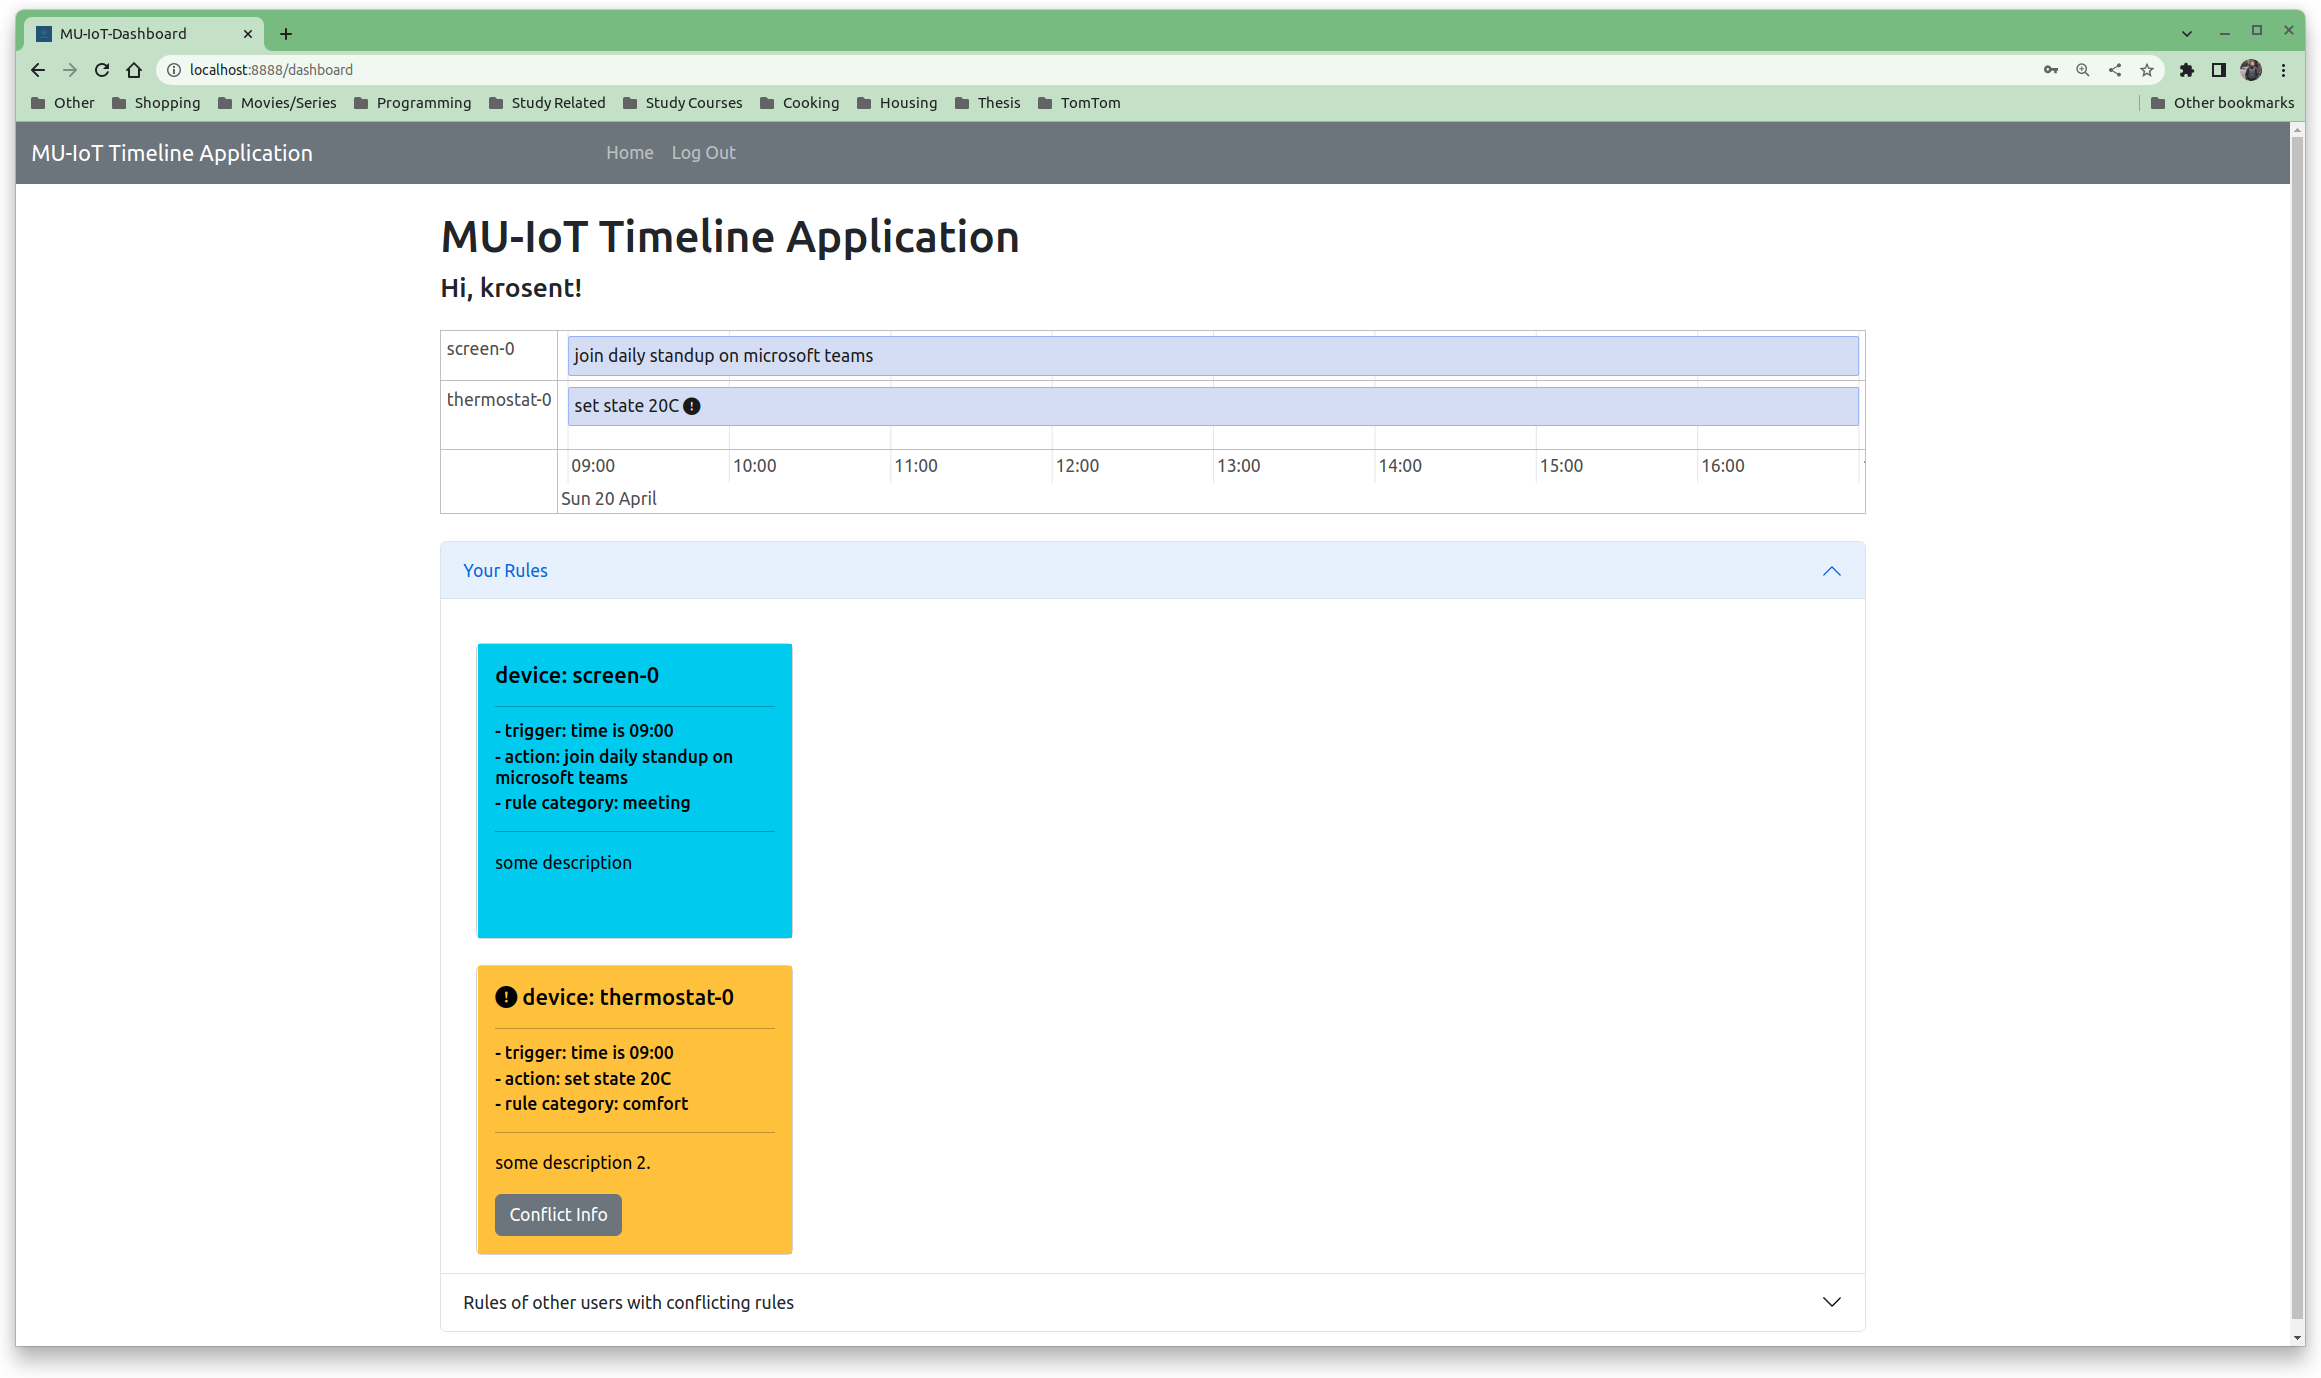 MU-IoT-Dashboard
localhost:8888/dashboard
Other Shopping Movies/Series Programming Study Related Study Courses Cooking Housing Thesis TomTom Other bookmarks
MU-IoT Timeline Application Home Log Out
MU-IoT Timeline Application
Hi, krosent!
screen-0 join daily standup on microsoft teams
thermostat-0 set state 20C
09:00 10:00 11:00 12:00 13:00 14:00 15:00 16:00
Sun 20 April
Your Rules
device: screen-0
- trigger: time is 09:00
- action: join daily standup on
microsoft teams
- rule category: meeting
some description
device: thermostat-0
- trigger: time is 09:00
- action: set state 20C
- rule category: comfort
some description 2.
Conflict Info
Rules of other users with conflicting rules